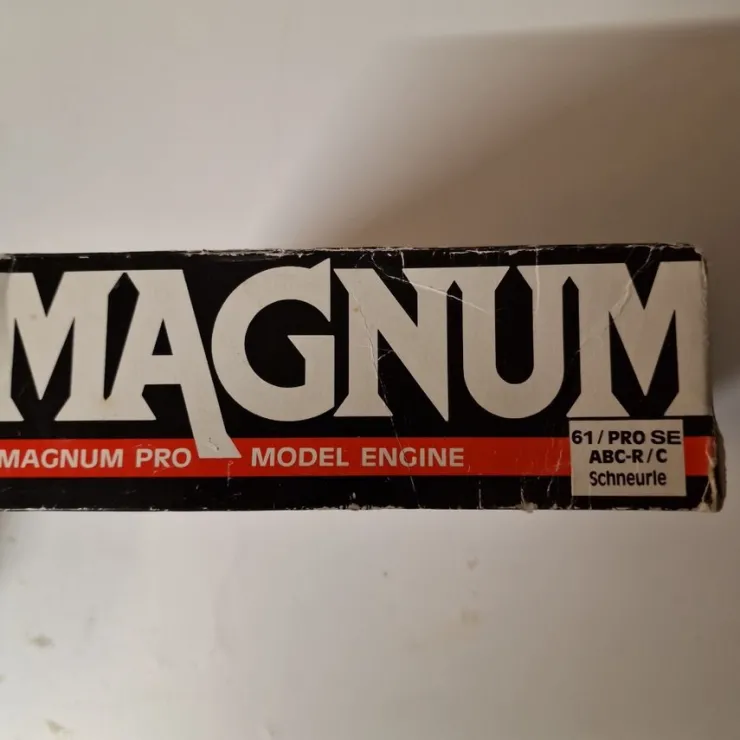 MAGNUM
MAGNUM PRO MODEL ENGINE
61/PRO SE
ABC-R/C
Schneurle